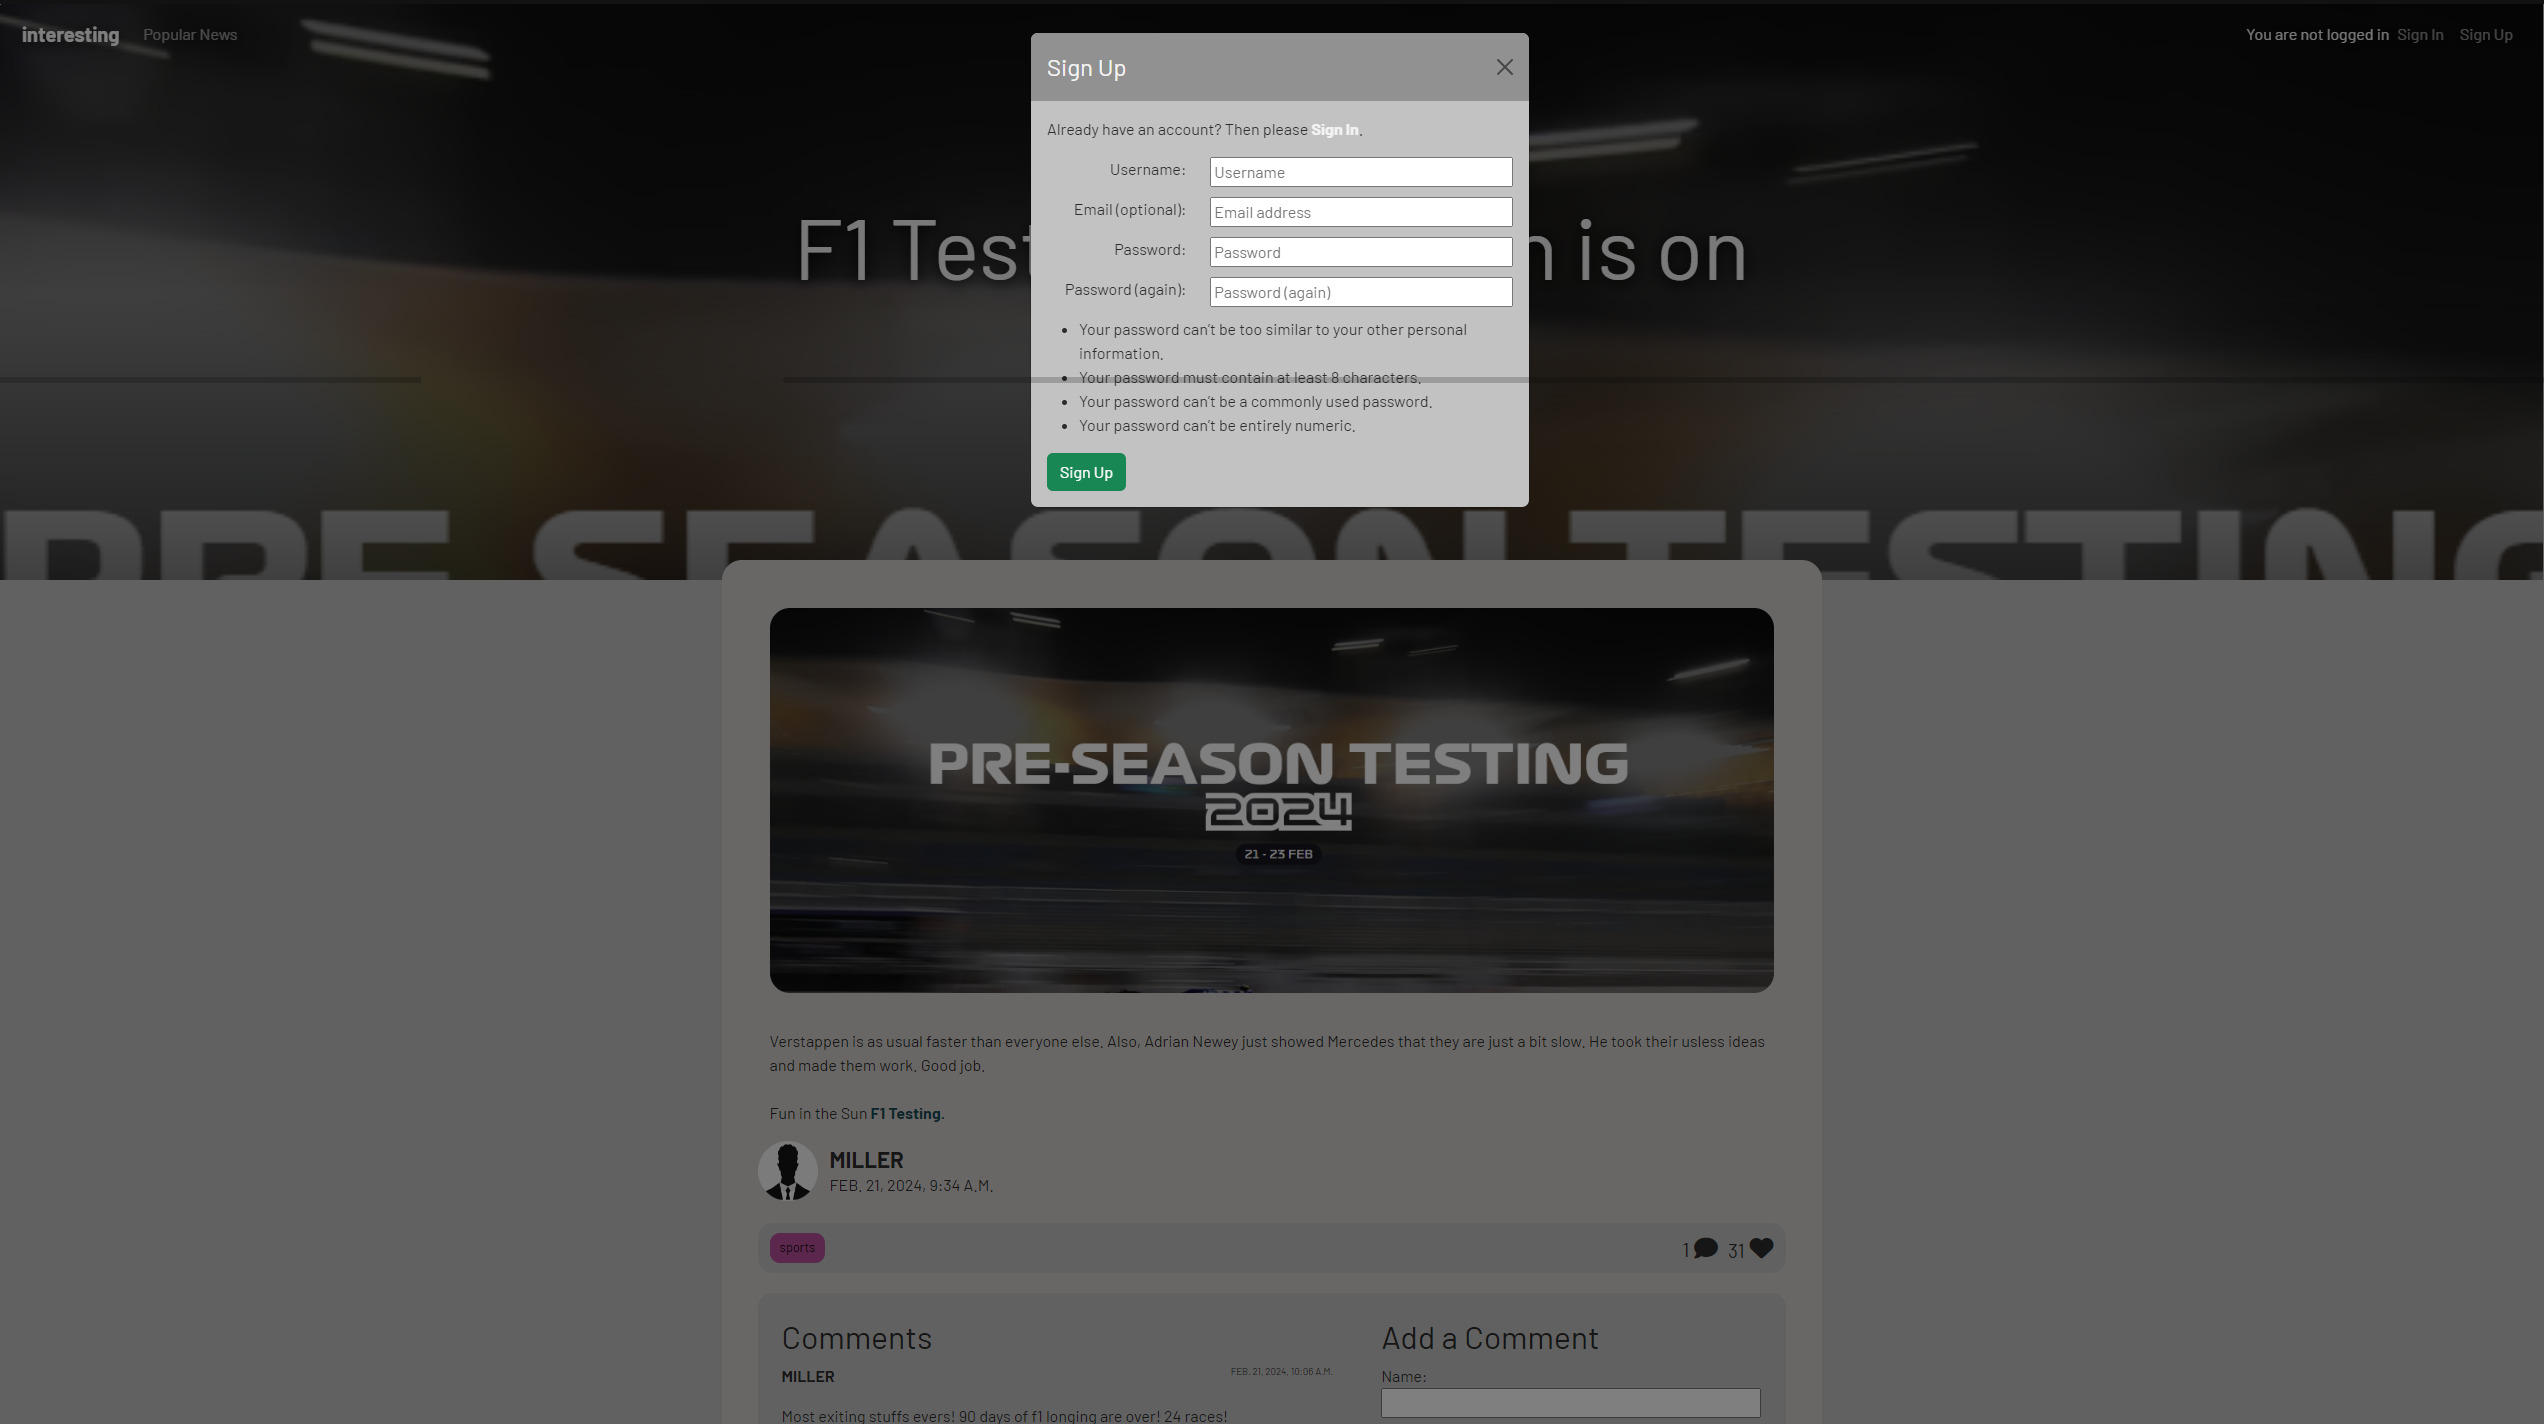 interesting Popular News
You are not logged in Sign In Sign Up
Sign Up
Already have an account? Then please Sign In.
Username: Username
Email (optional): Email address
Password: Password
Password (again): Password (again)
Your password can't be too similar to your other personal
information.
Your password must contain at least 8 characters.
Your password can't be a commonly used password.
Your password can't be entirely numeric.
Sign Up
F1 Test
is on
PRE-SEASON TESTING
PRE-SEASON TESTING
2024
21 - 23 FEB
Verstappen is as usual faster than everyone else. Also, Adrian Newey just showed Mercedes that they are just a bit slow. He took their usless ideas
and made them work. Good job.
Fun in the Sun F1 Testing.
MILLER
FEB. 21, 2024, 9:34 A.M.
sports
1 31
Comments
MILLER
FEB. 21, 2024, 10:06 A.M.
Most exiting stuffs evers! 90 days of f1 longing are over! 24 races!
Add a Comment
Name: